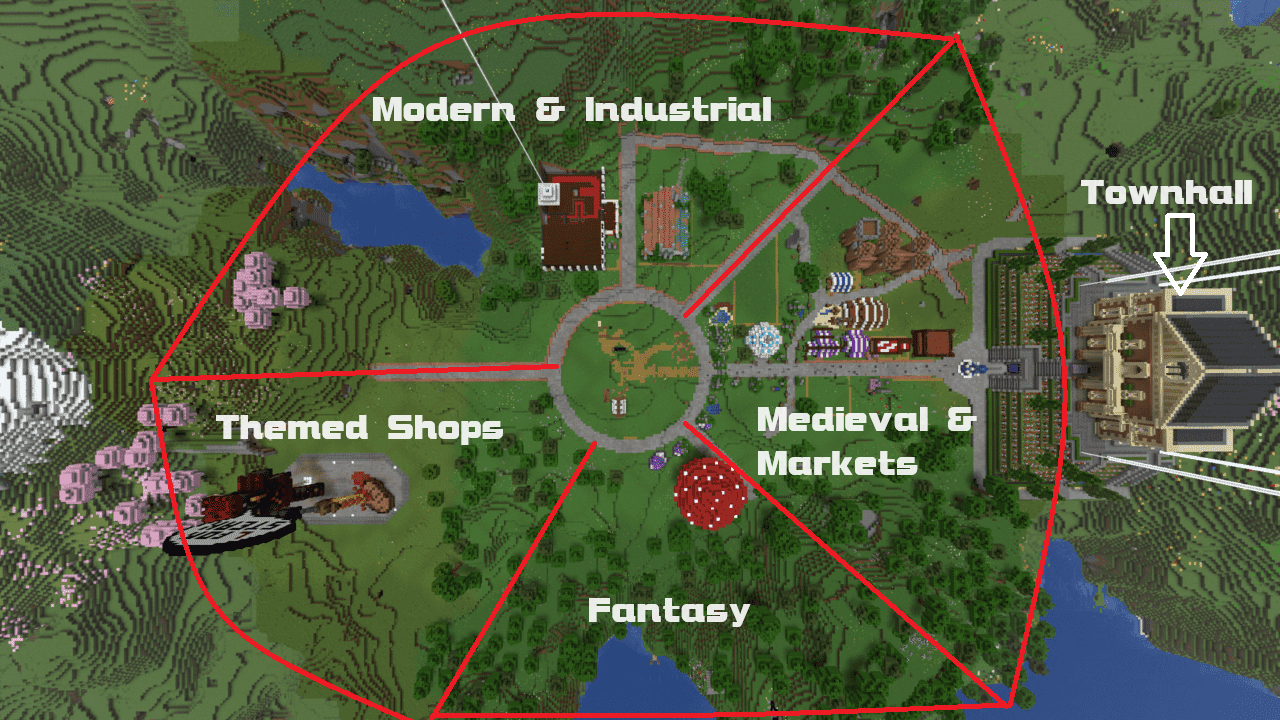 Modern & Industrial
Townhall
Themed Shops
Medieval &
Markets
Fantasy